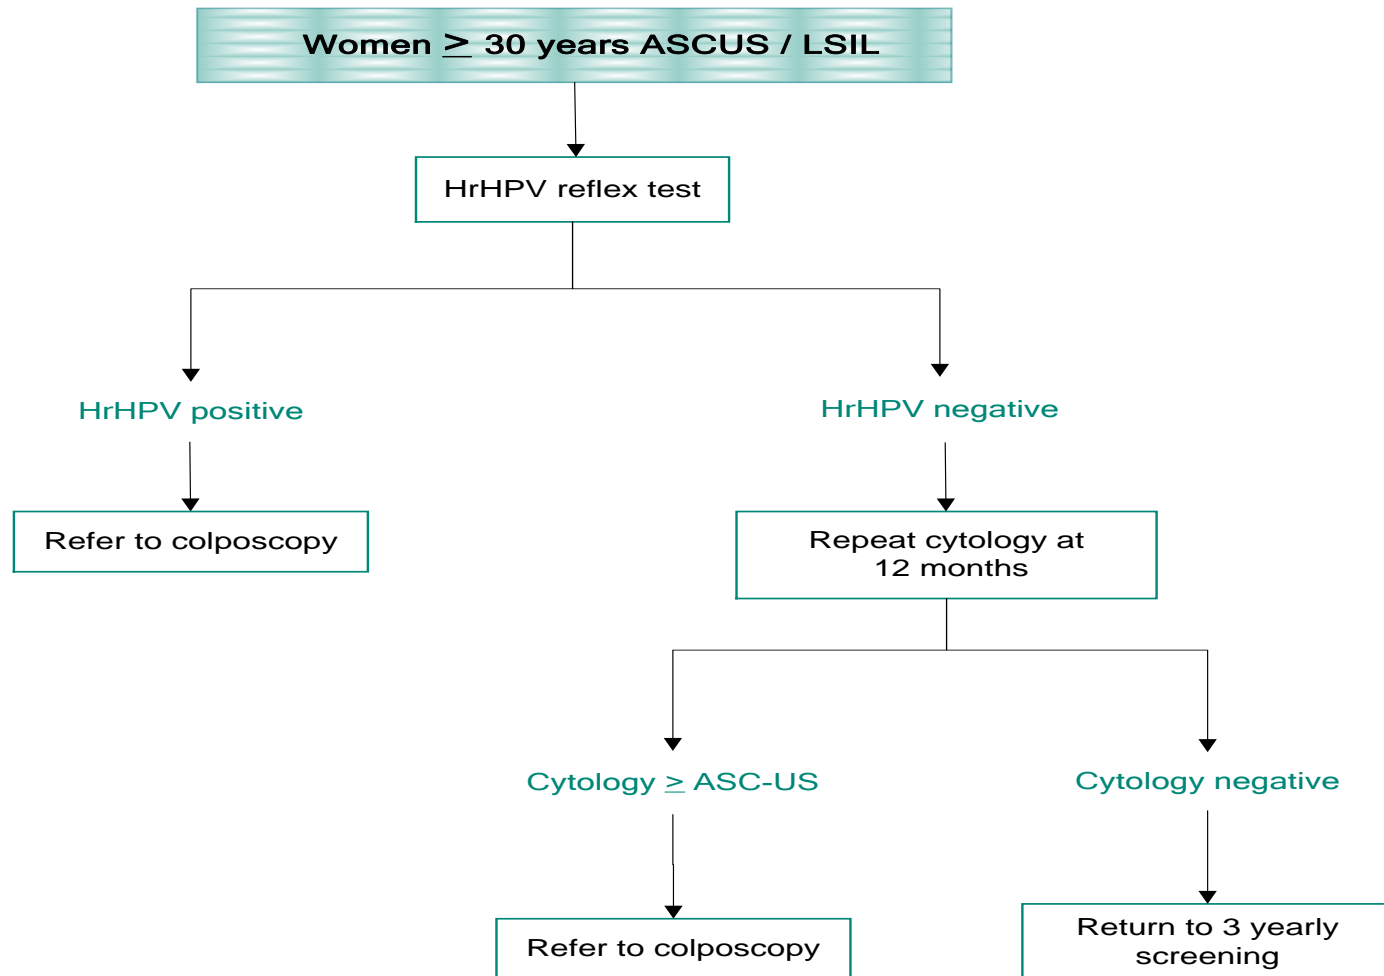 Women ≥ 30 years ASCUS / LSIL
HrHPV reflex test
HrHPV positive
HrHPV negative
Refer to colposcopy
Repeat cytology at
12 months
Cytology ≥ ASC-US
Cytology negative
Refer to colposcopy
Return to 3 yearly
screening